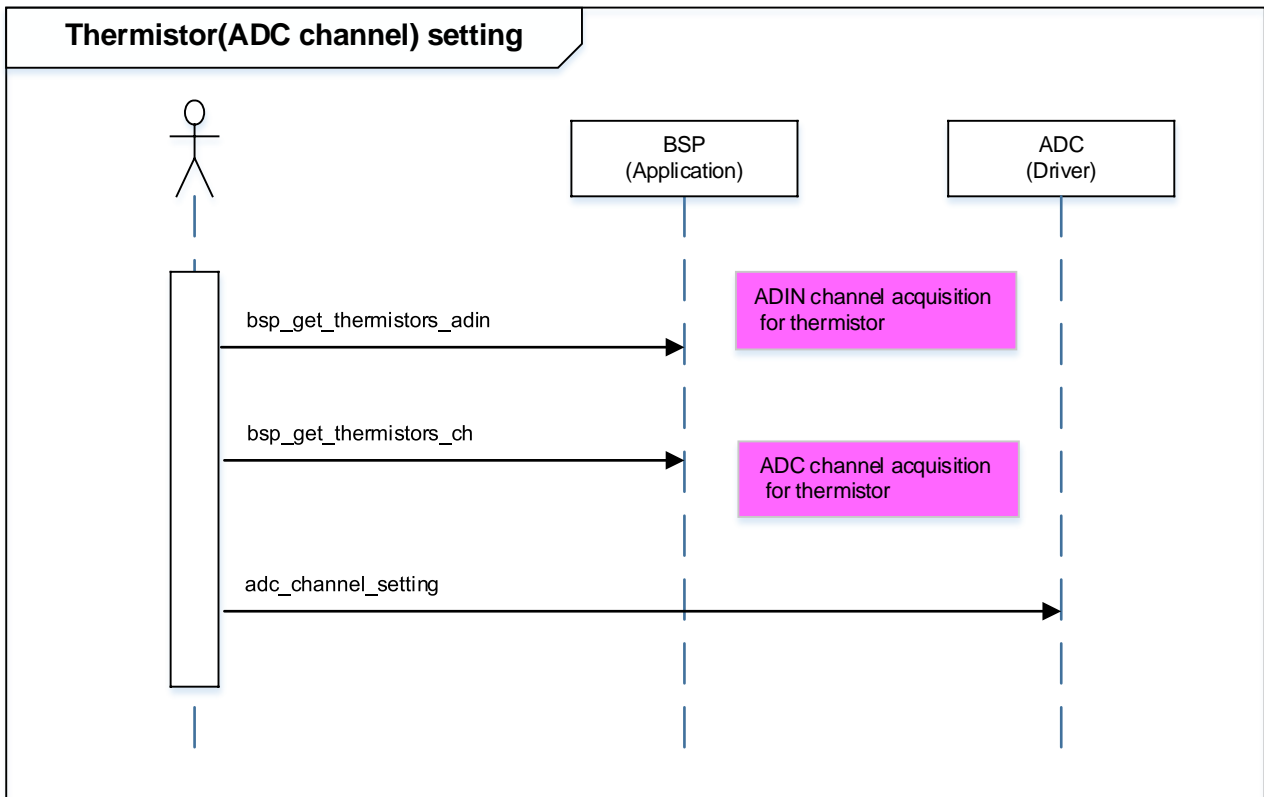 Thermistor(ADC channel) setting
BSP
(Application)
ADC
(Driver)
ADIN channel acquisition
for thermistor
bsp_get_thermistors_adin
bsp_get_thermistors_ch
ADC channel acquisition
for thermistor
adc_channel_setting